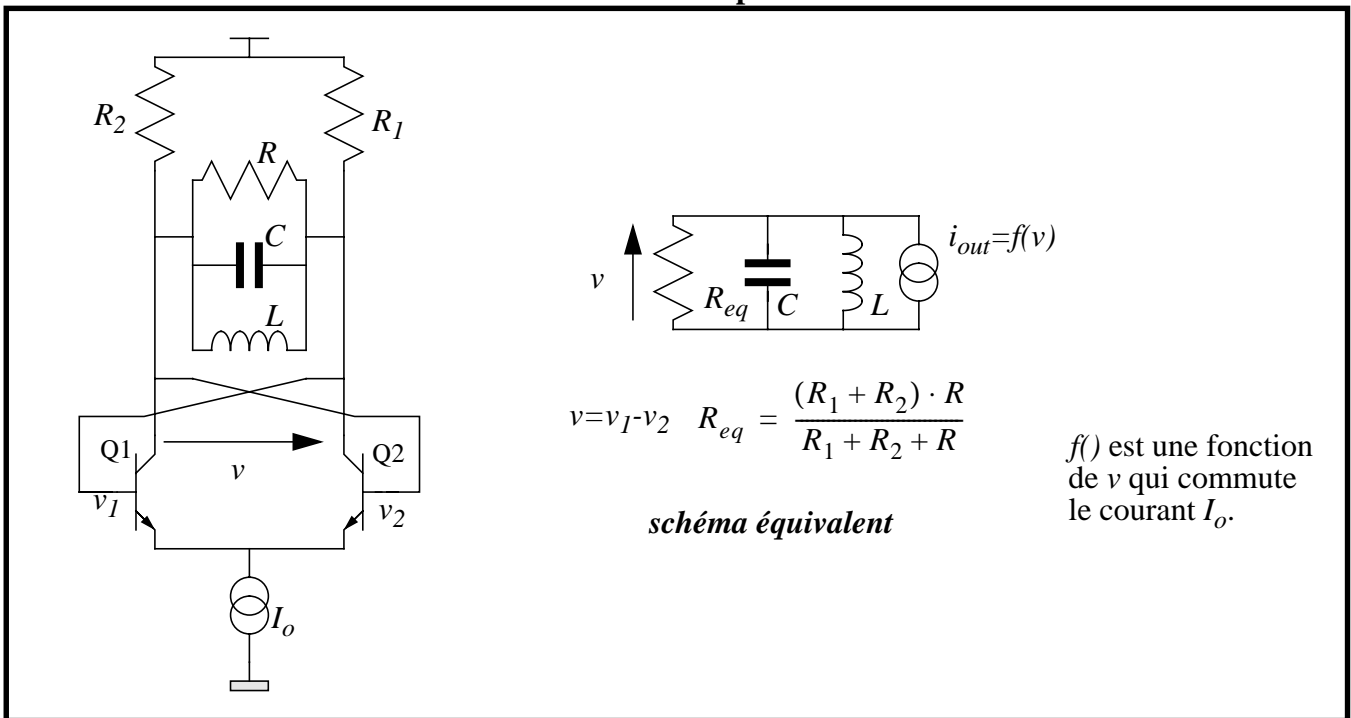 R2
R1
R
C
L
Q1
Q2
v
v1
v2
Io
v
Req
C
L
iout=f(v)
v=v1-v2 Req = (R1 + R2) · R / R1 + R2 + R
schéma équivalent
f() est une fonction
de v qui commute
le courant Io.